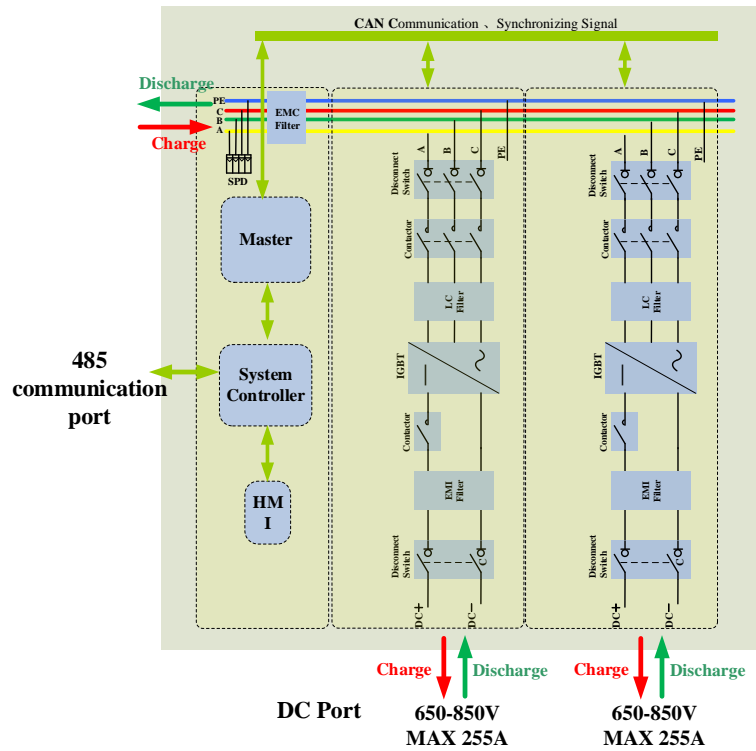 CAN Communication 、Synchronizing Signal
Discharge
PE
C
B
A
Charge
EMC
Filter
SPD
Master
485
communication
port
System
Controller
HM
I
A
B
C
PE
Disconnect
Switch
Contactor
LC
Filter
IGBT
Contactor
EMI
Filter
Disconnect
Switch
C
DC+
DC−
A
B
C
PE
Disconnect
Switch
Contactor
LC
Filter
IGBT
Contactor
EMI
Filter
Disconnect
Switch
C
DC+
DC−
Charge
Discharge
Charge
Discharge
DC Port
650-850V
MAX 255A
650-850V
MAX 255A